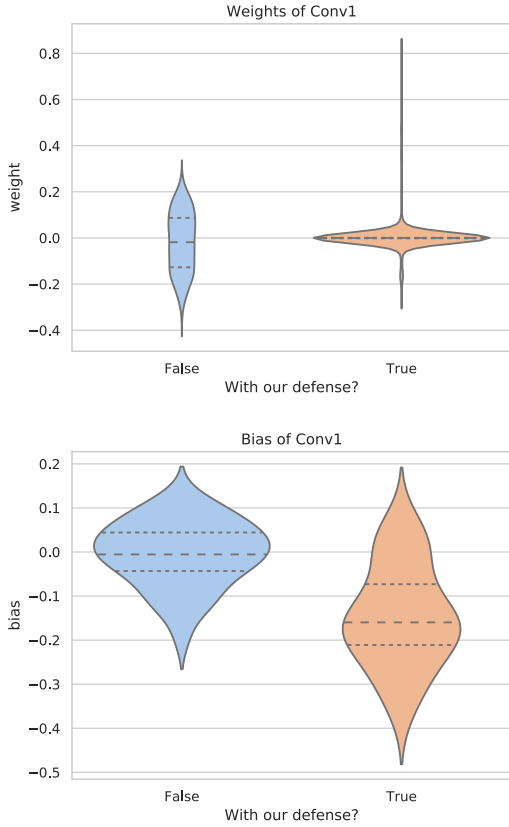 Weights of Conv1
0.8
0.6
0.4
0.2
0.0
−0.2
−0.4
weight
False True
With our defense?
Bias of Conv1
0.2
0.1
0.0
−0.1
−0.2
−0.3
−0.4
−0.5
bias
False True
With our defense?